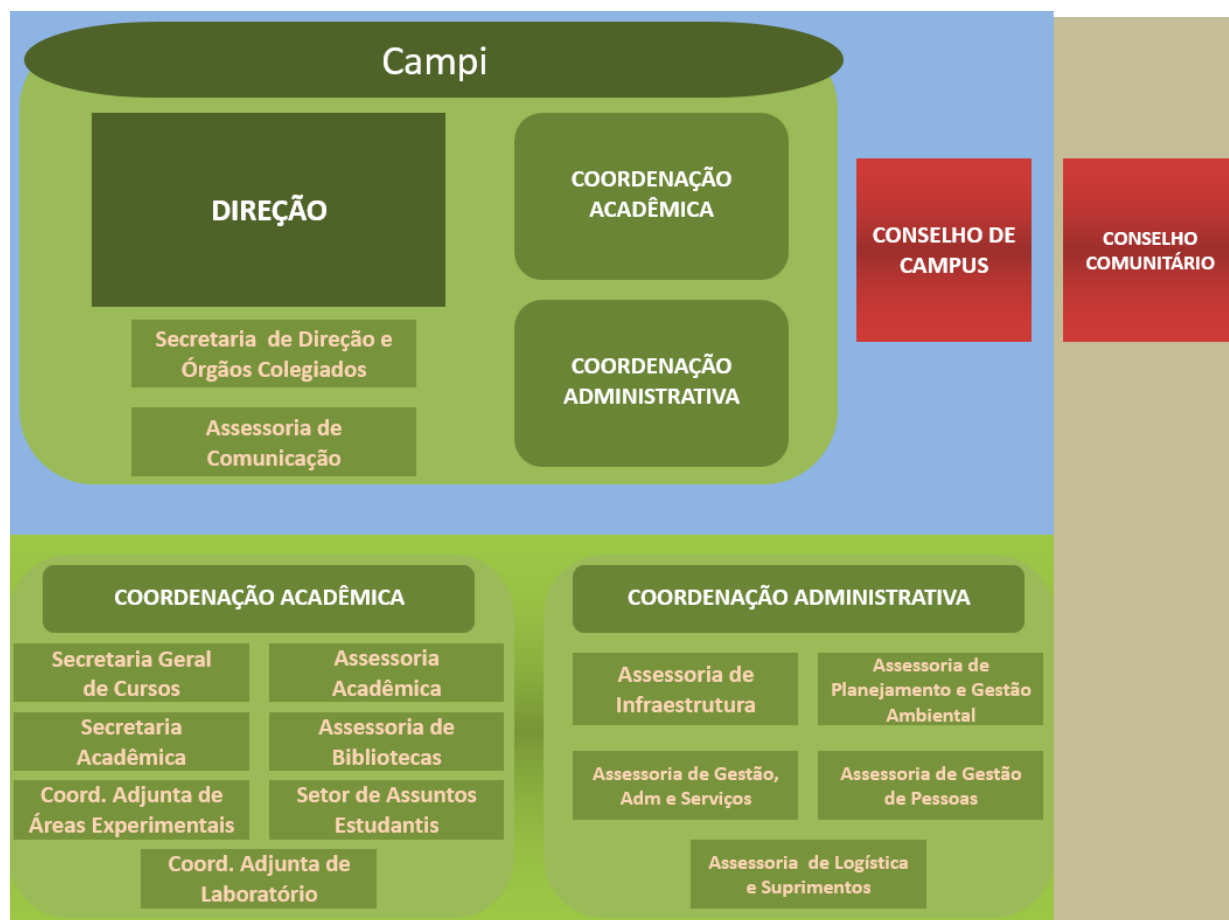 Campi
DIREÇÃO
Secretaria de Direção e
Órgãos Colegiados
Assessoria de
Comunicação
COORDENAÇÃO
ACADÊMICA
COORDENAÇÃO
ADMINISTRATIVA
CONSELHO DE
CAMPUS
CONSELHO
COMUNITÁRIO
COORDENAÇÃO ACADÊMICA
Secretaria Geral
de Cursos
Assessoria
Acadêmica
Secretaria
Acadêmica
Assessoria de
Bibliotecas
Coord. Adjunta de
Áreas Experimentais
Setor de Assuntos
Estudantis
Coord. Adjunta de
Laboratório
COORDENAÇÃO ADMINISTRATIVA
Assessoria de
Infraestrutura
Assessoria de
Planejamento e Gestão
Ambiental
Assessoria de Gestão,
Adm e Serviços
Assessoria de Gestão
de Pessoas
Assessoria de Logística
e Suprimentos